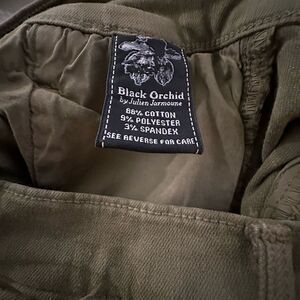 Black Orchid
by Julien Jarmoune
88% COTTON
9% POLYESTER
3% SPANDEX
SEE REVERSE FOR CARE